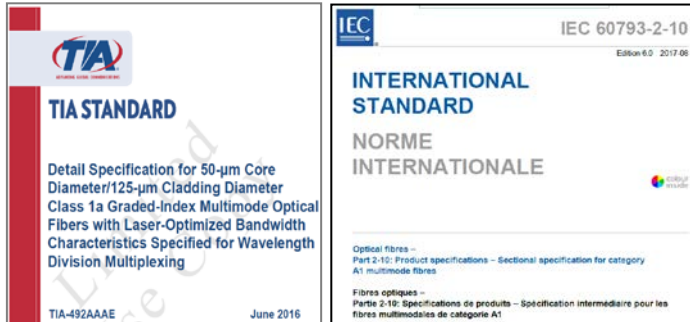 TIA
TIA STANDARD
Detail Specification for 50-µm Core
Diameter/125-µm Cladding Diameter
Class 1a Graded-Index Multimode Optical
Fibers with Laser-Optimized Bandwidth
Characteristics Specified for Wavelength
Division Multiplexing
TIA-492AAAE June 2016
Limited
se Copy
IEC
IEC 60793-2-10
Edition 6.0 2017-08
INTERNATIONAL
STANDARD
NORME
INTERNATIONALE
colour
inside
Optical fibres –
Part 2-10: Product specifications – Sectional specification for category
A1 multimode fibres
Fibres optiques –
Partie 2-10: Spécifications de produits – Spécification intermédiaire pour les
fibres multimodales de catégorie A1